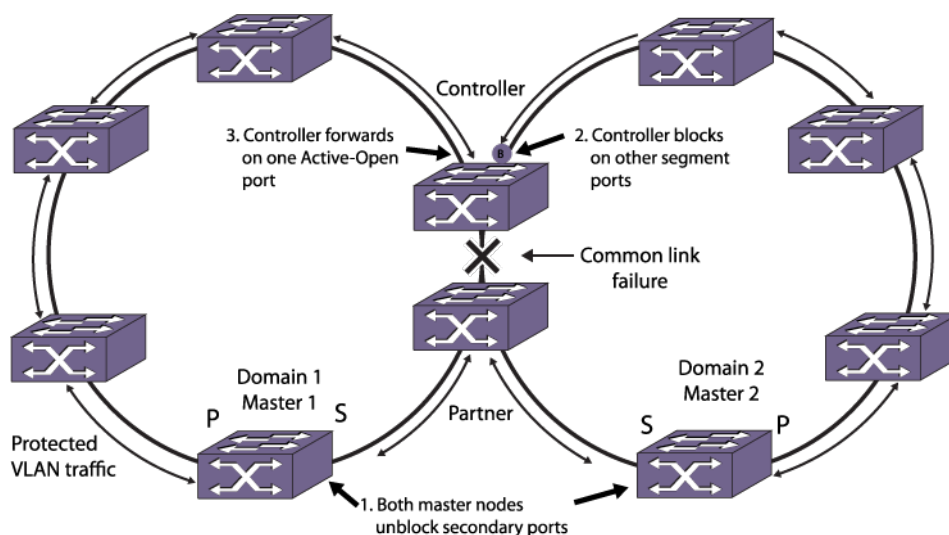 Controller
3. Controller forwards
on one Active-Open
port
2. Controller blocks
on other segment
ports
B
Common link
failure
Domain 1
Master 1
P
S
Domain 2
Master 2
S
P
Partner
Protected
VLAN traffic
1. Both master nodes
unblock secondary ports